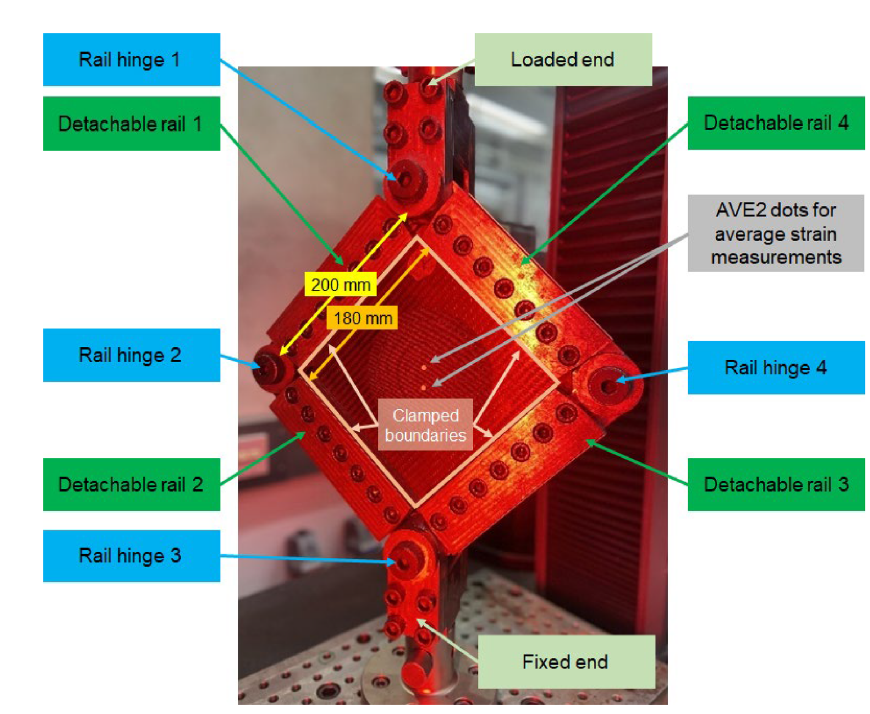 Rail hinge 1
Loaded end
Detachable rail 1
Detachable rail 4
AVE2 dots for
average strain
measurements
200 mm
180 mm
Rail hinge 2
Rail hinge 4
Clamped
boundaries
Detachable rail 2
Detachable rail 3
Rail hinge 3
Fixed end